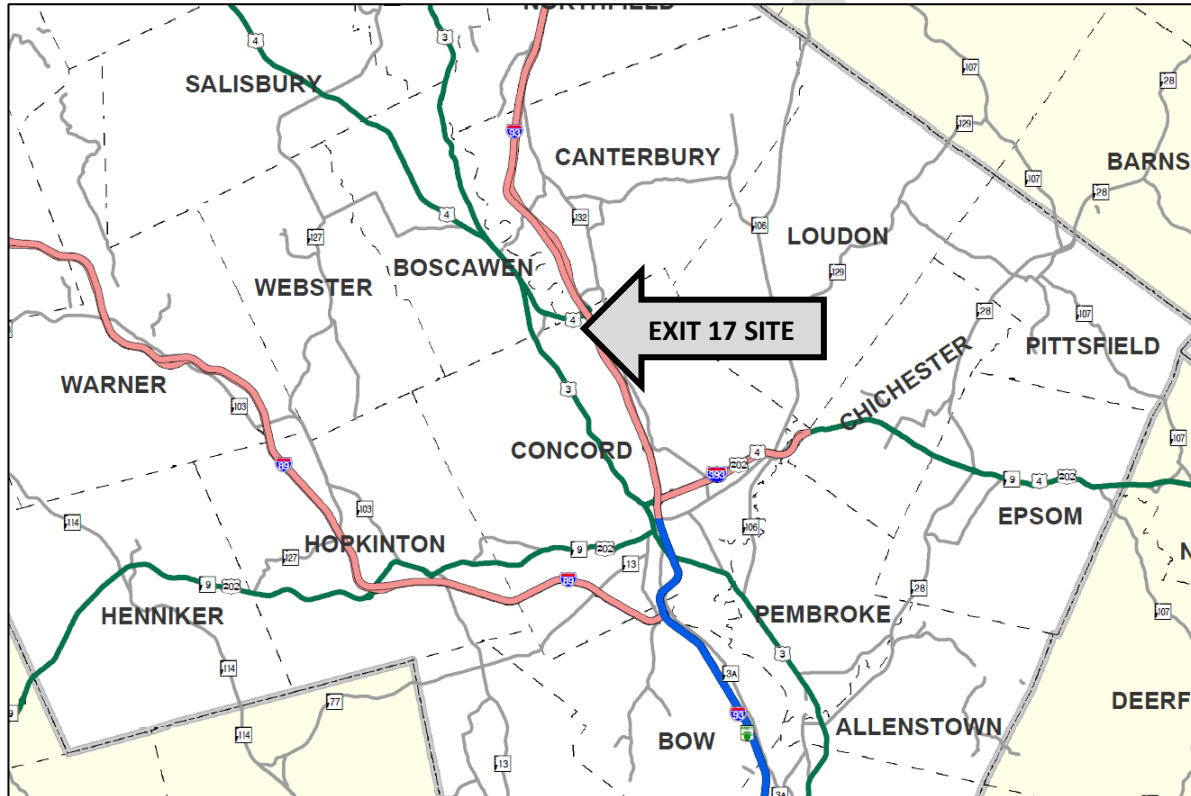 NORTHFIELD
4
3
107
28
SALISBURY
93
129
CANTERBURY
107
BARNS
28
4
132
106
127
LOUDON
BOSCAWEN
129
WEBSTER
28
107
4
EXIT 17 SITE
PITTSFIELD
WARNER
3
CHICHESTER
103
107
CONCORD
4
202
89
393
9
4
202
103
EPSOM
114
106
N
HOPKINTON
9
202
127
13
9
202
89
28
HENNIKER
PEMBROKE
107
3
114
3A
77
DEERF
9
93
ALLENSTOWN
114
BOW
13
3A